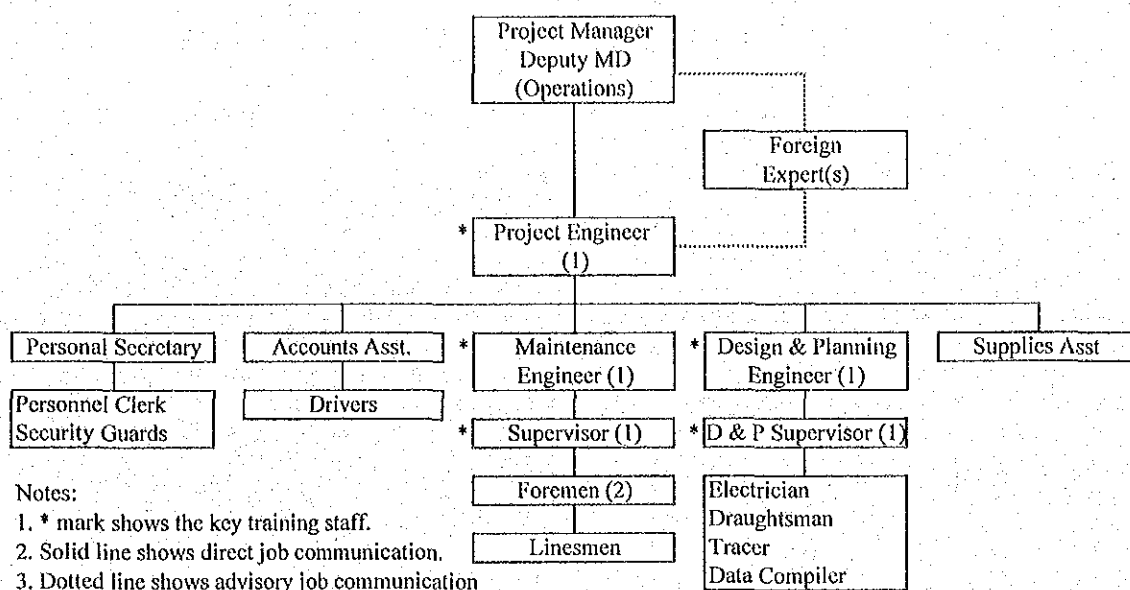 Project Manager
Deputy MD
(Operations)
Foreign
Expert(s)
* Project Engineer
(1)
Personal Secretary
Accounts Asst.
* Maintenance
Engineer (1)
* Design & Planning
Engineer (1)
Supplies Asst
Personnel Clerk
Security Guards
Drivers
* Supervisor (1)
* D & P Supervisor (1)
Foremen (2)
Linesmen
Electrician
Draughtsman
Tracer
Data Compiler
Notes:
1. * mark shows the key training staff.
2. Solid line shows direct job communication.
3. Dotted line shows advisory job communication